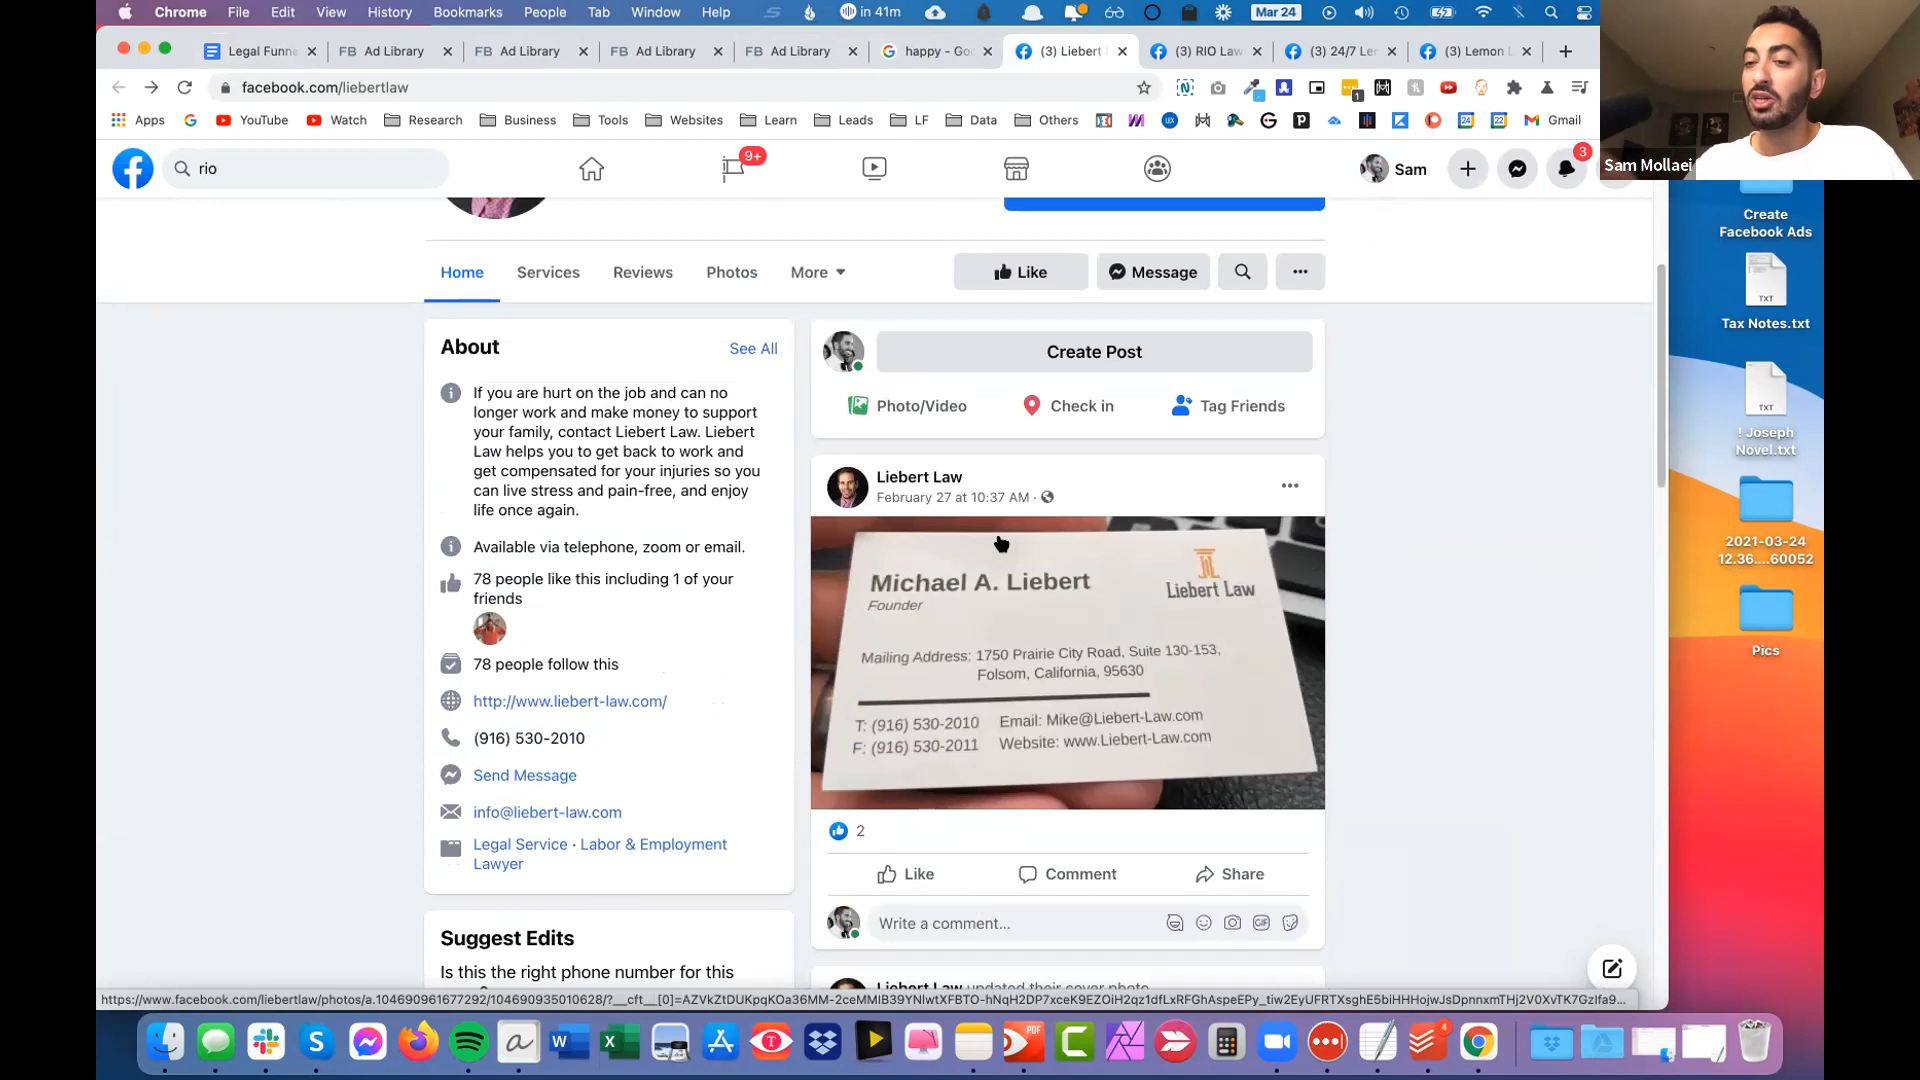 Chrome File Edit View History Bookmarks People Tab Window Help in 41m Mar 24
Legal Funne Ad Library Ad Library Ad Library Ad Library happy - Goo (3) Liebert (3) RIO Law (3) 24/7 Ler (3) Lemon L
facebook.com/liebertlaw
Apps YouTube Watch Research Business Tools Websites Learn Leads LF Data Others Gmail
rio 9+ Sam 3
Sam Mollaei
Home Services Reviews Photos More Like Message
About See All
If you are hurt on the job and can no
longer work and make money to support
your family, contact Liebert Law. Liebert
Law helps you to get back to work and
get compensated for your injuries so you
can live stress and pain-free, and enjoy
life once again.
Available via telephone, zoom or email.
78 people like this including 1 of your
friends
78 people follow this
http://www.liebert-law.com/
(916) 530-2010
Send Message
info@liebert-law.com
Legal Service · Labor & Employment
Lawyer
Suggest Edits
Is this the right phone number for this
Create Post
Photo/Video Check in Tag Friends
Liebert Law
February 27 at 10:37 AM ·
Michael A. Liebert
Founder
Liebert Law
Mailing Address: 1750 Prairie City Road, Suite 130-153,
Folsom, California, 95630
T: (916) 530-2010 Email: Mike@Liebert-Law.com
F: (916) 530-2011 Website: www.Liebert-Law.com
2
Like Comment Share
Write a comment...
Liebert Law updated their cover photo.
Create
Facebook Ads
TXT
Tax Notes.txt
TXT
! Joseph
Novel.txt
2021-03-24
12.36....60052
Pics